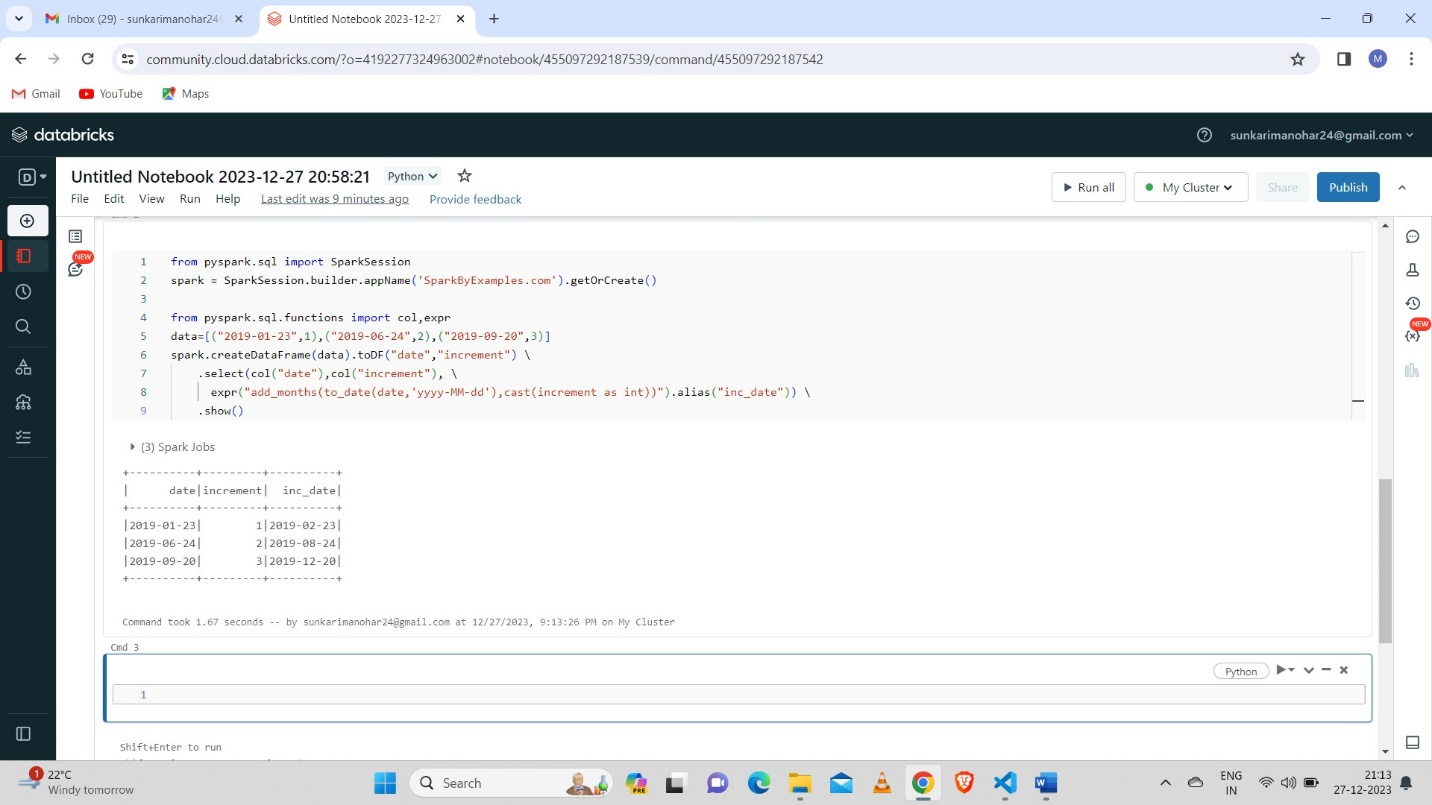 Inbox (29) - sunkarimanohar24
Untitled Notebook 2023-12-27
community.cloud.databricks.com/?o=4192277324963002#notebook/455097292187539/command/455097292187542
M
Gmail
YouTube
Maps
databricks
sunkarimanohar24@gmail.com
D
Untitled Notebook 2023-12-27 20:58:21
Python
File Edit View Run Help Last edit was 9 minutes ago Provide feedback
Run all
My Cluster
Share
Publish
NEW
NEW
1 from pyspark.sql import SparkSession
2 spark = SparkSession.builder.appName('SparkByExamples.com').getOrCreate()
3
4 from pyspark.sql.functions import col,expr
5 data=[("2019-01-23",1),("2019-06-24",2),("2019-09-20",3)]
6 spark.createDataFrame(data).toDF("date","increment") \
7 .select(col("date"),col("increment"), \
8 expr("add_months(to_date(date,'yyyy-MM-dd'),cast(increment as int))").alias("inc_date")) \
9 .show()
(3) Spark Jobs
+----------+---------+----------+
|      date|increment|  inc_date|
+----------+---------+----------+
|2019-01-23|        1|2019-02-23|
|2019-06-24|        2|2019-08-24|
|2019-09-20|        3|2019-12-20|
+----------+---------+----------+
Command took 1.67 seconds -- by sunkarimanohar24@gmail.com at 12/27/2023, 9:13:26 PM on My Cluster
Cmd 3
Python
1
Shift+Enter to run
1
22°C
Windy tomorrow
Search
PRE
ENG
IN
21:13
27-12-2023